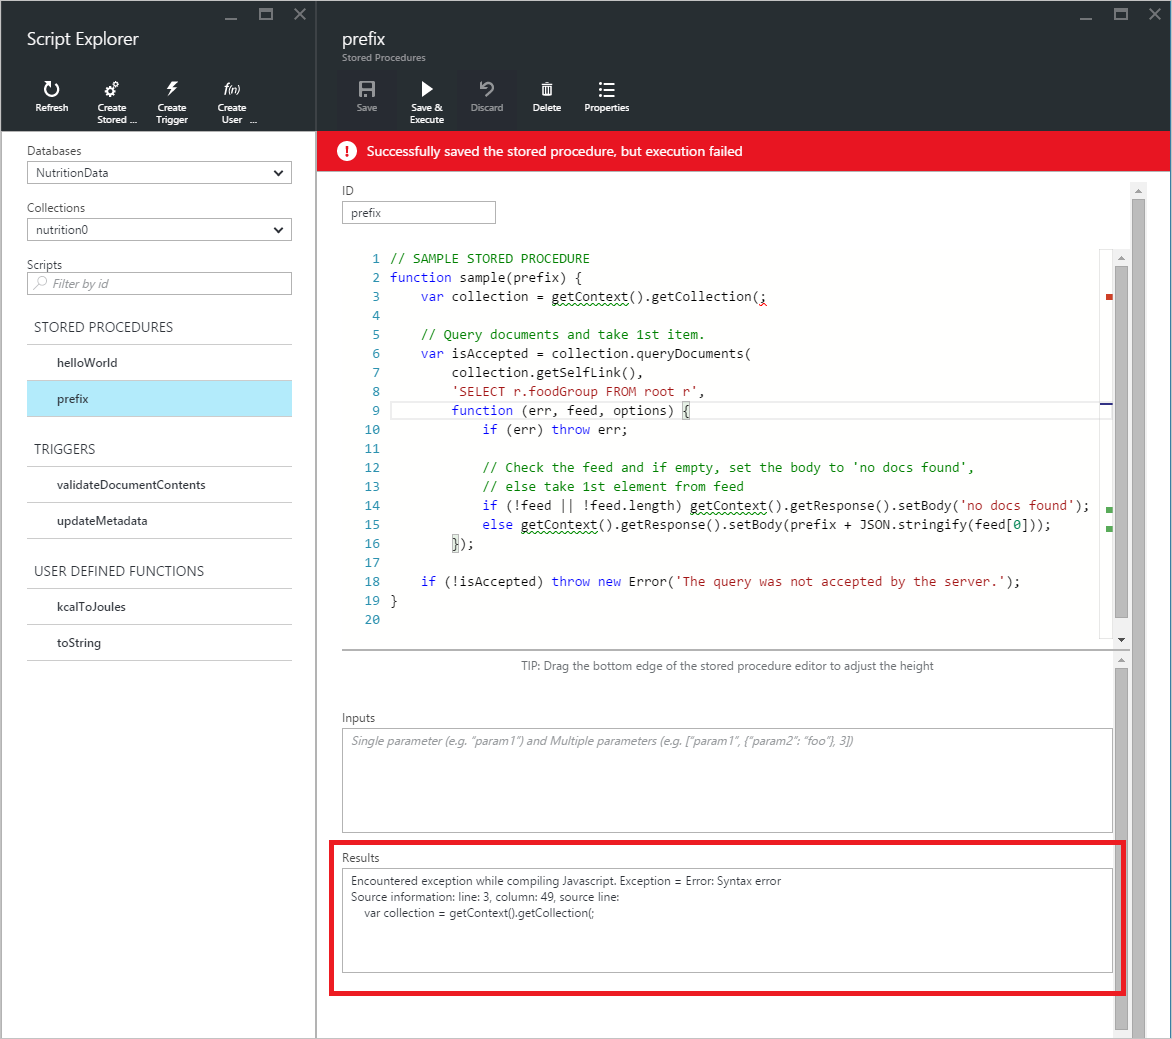 Script Explorer
Refresh
Create
Stored ...
Create
Trigger
f(n)
Create
User ...
Databases
NutritionData
Collections
nutrition0
Scripts
Filter by id
STORED PROCEDURES
helloWorld
prefix
TRIGGERS
validateDocumentContents
updateMetadata
USER DEFINED FUNCTIONS
kcalToJoules
toString
prefix
Stored Procedures
Save
Save &
Execute
Discard
Delete
Properties
! Successfully saved the stored procedure, but execution failed
ID
prefix
1 // SAMPLE STORED PROCEDURE
2 function sample(prefix) {
3     var collection = getContext().getCollection(;
4
5     // Query documents and take 1st item.
6     var isAccepted = collection.queryDocuments(
7         collection.getSelfLink(),
8         'SELECT r.foodGroup FROM root r',
9         function (err, feed, options) {
10             if (err) throw err;
11
12             // Check the feed and if empty, set the body to 'no docs found',
13             // else take 1st element from feed
14             if (!feed || !feed.length) getContext().getResponse().setBody('no docs found');
15             else getContext().getResponse().setBody(prefix + JSON.stringify(feed[0]));
16         });
17
18     if (!isAccepted) throw new Error('The query was not accepted by the server.');
19 }
20
TIP: Drag the bottom edge of the stored procedure editor to adjust the height
Inputs
Single parameter (e.g. "param1") and Multiple parameters (e.g. ["param1", {"param2": "foo"}, 3])
Results
Encountered exception while compiling Javascript. Exception = Error: Syntax error
Source information: line: 3, column: 49, source line:
    var collection = getContext().getCollection(;